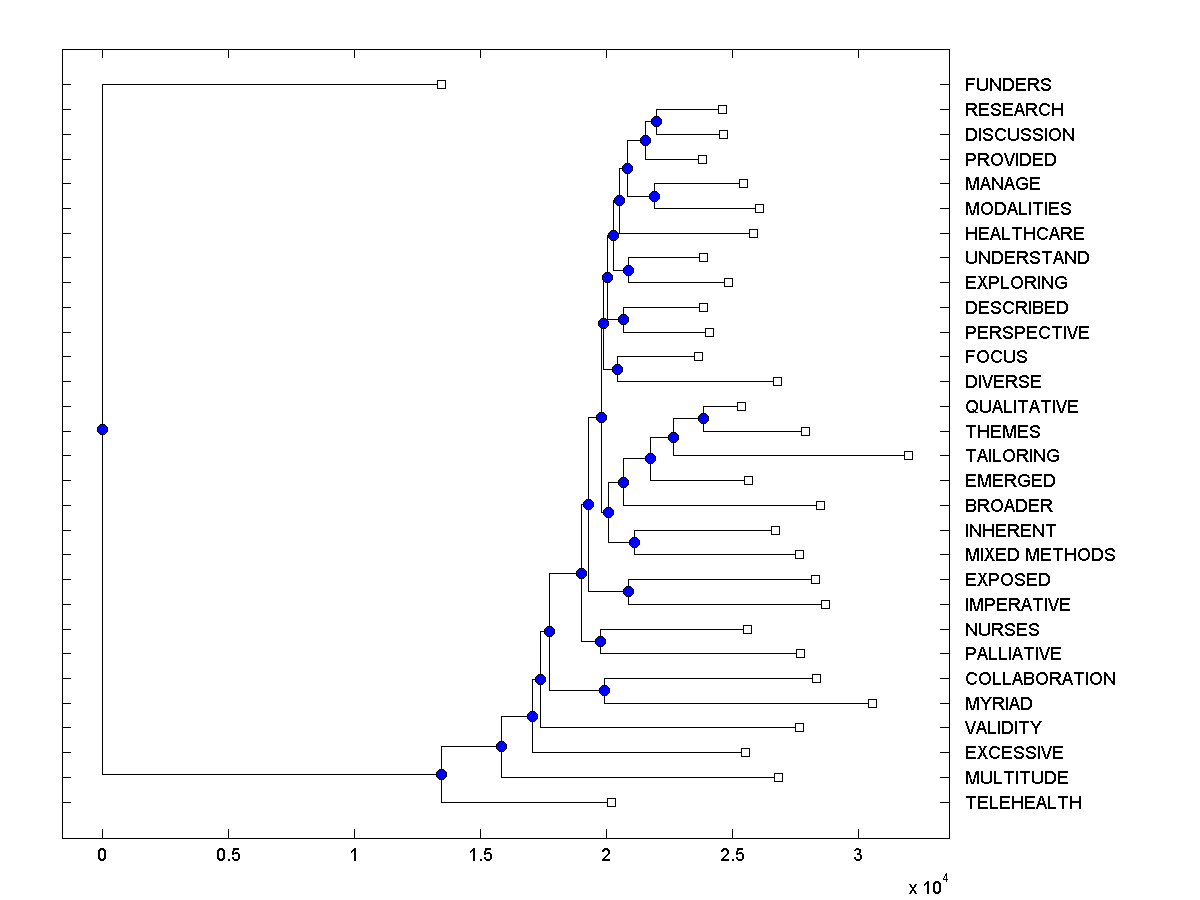 FUNDERS
RESEARCH
DISCUSSION
PROVIDED
MANAGE
MODALITIES
HEALTHCARE
UNDERSTAND
EXPLORING
DESCRIBED
PERSPECTIVE
FOCUS
DIVERSE
QUALITATIVE
THEMES
TAILORING
EMERGED
BROADER
INHERENT
MIXED METHODS
EXPOSED
IMPERATIVE
NURSES
PALLIATIVE
COLLABORATION
MYRIAD
VALIDITY
EXCESSIVE
MULTITUDE
TELEHEALTH
0 0.5 1 1.5 2 2.5 3
x 10^4